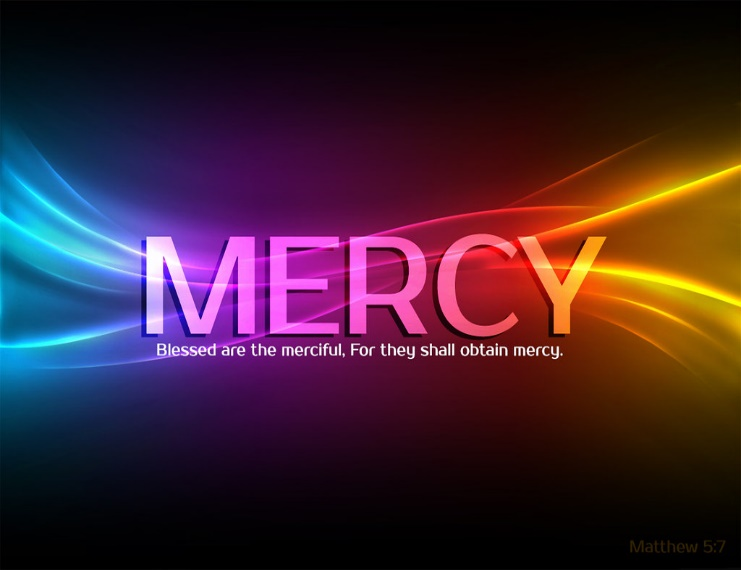 MERCY
Blessed are the merciful, For they shall obtain mercy.
Matthew 5:7